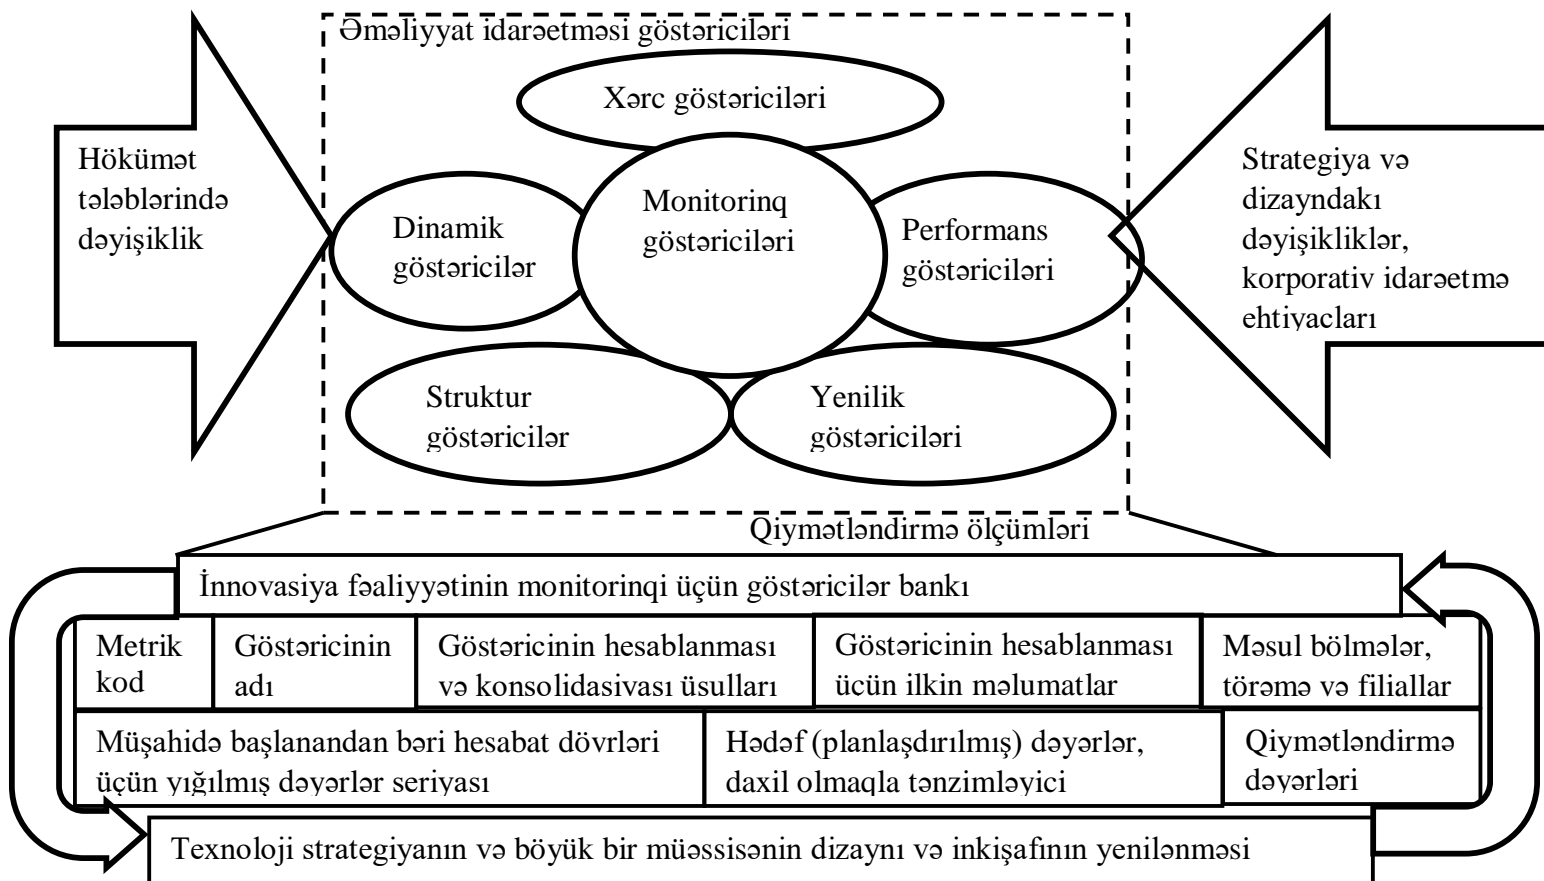 Əməliyyat idarəetməsi göstəriciləri
Xərc göstəriciləri
Hökümət
tələblərində
dəyişiklik
Dinamik
göstəricilər
Monitorinq
göstəriciləri
Performans
göstəriciləri
Strategiya və
dizayndakı
dəyişikliklər,
korporativ idarəetmə
ehtiyacları
Struktur
göstəricilər
Yenilik
göstəriciləri
Qiymətləndirmə ölçümləri
İnnovasiya fəaliyyətinin monitorinqi üçün göstəricilər bankı
Metrik
kod
Göstəricinin
adı
Göstəricinin hesablanması
və konsolidasiyası üsulları
Göstəricinin hesablanması
üçün ilkin məlumatlar
Məsul bölmələr,
törəmə və filiallar
Müşahidə başlanandan bəri hesabat dövrləri
üçün yığılmış dəyərlər seriyası
Hədəf (planlaşdırılmış) dəyərlər,
daxil olmaqla tənzimləyici
Qiymətləndirmə
dəyərləri
Texnoloji strategiyanın və böyük bir müəssisənin dizaynı və inkişafının yenilənməsi